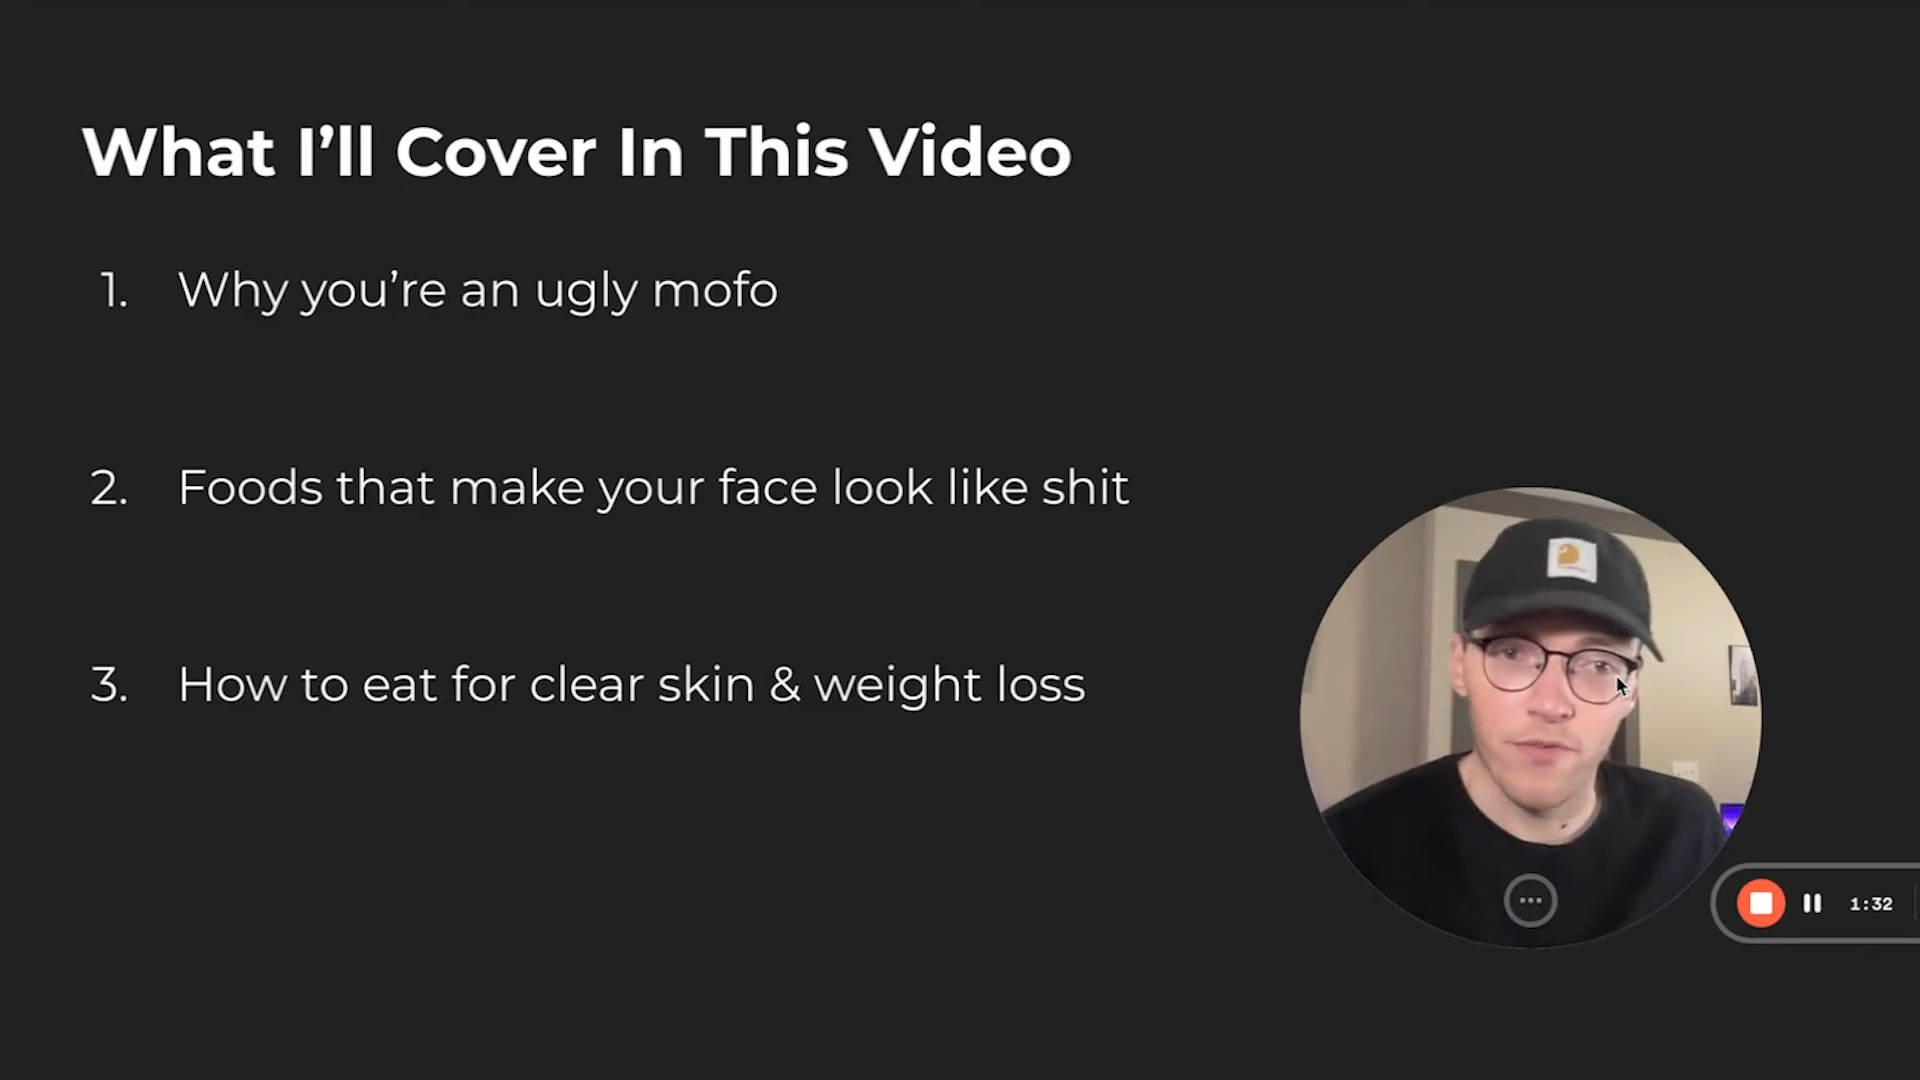 What I’ll Cover In This Video
1. Why you’re an ugly mofo
2. Foods that make your face look like shit
3. How to eat for clear skin & weight loss
1:32